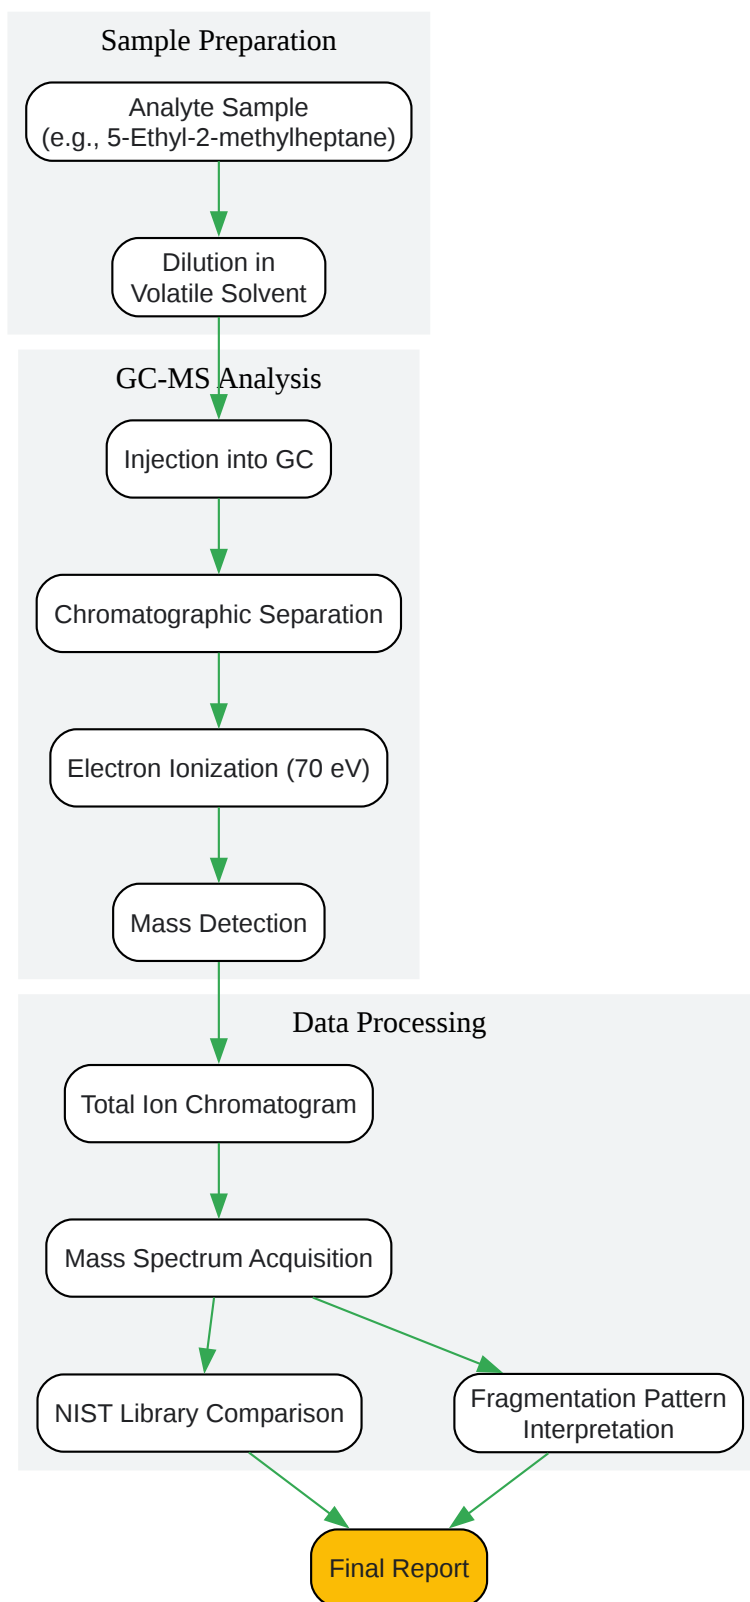 Sample Preparation
Analyte Sample
(e.g., 5-Ethyl-2-methylheptane)
Dilution in
Volatile Solvent
GC-MS Analysis
Injection into GC
Chromatographic Separation
Electron Ionization (70 eV)
Mass Detection
Data Processing
Total Ion Chromatogram
Mass Spectrum Acquisition
NIST Library Comparison
Fragmentation Pattern
Interpretation
Final Report